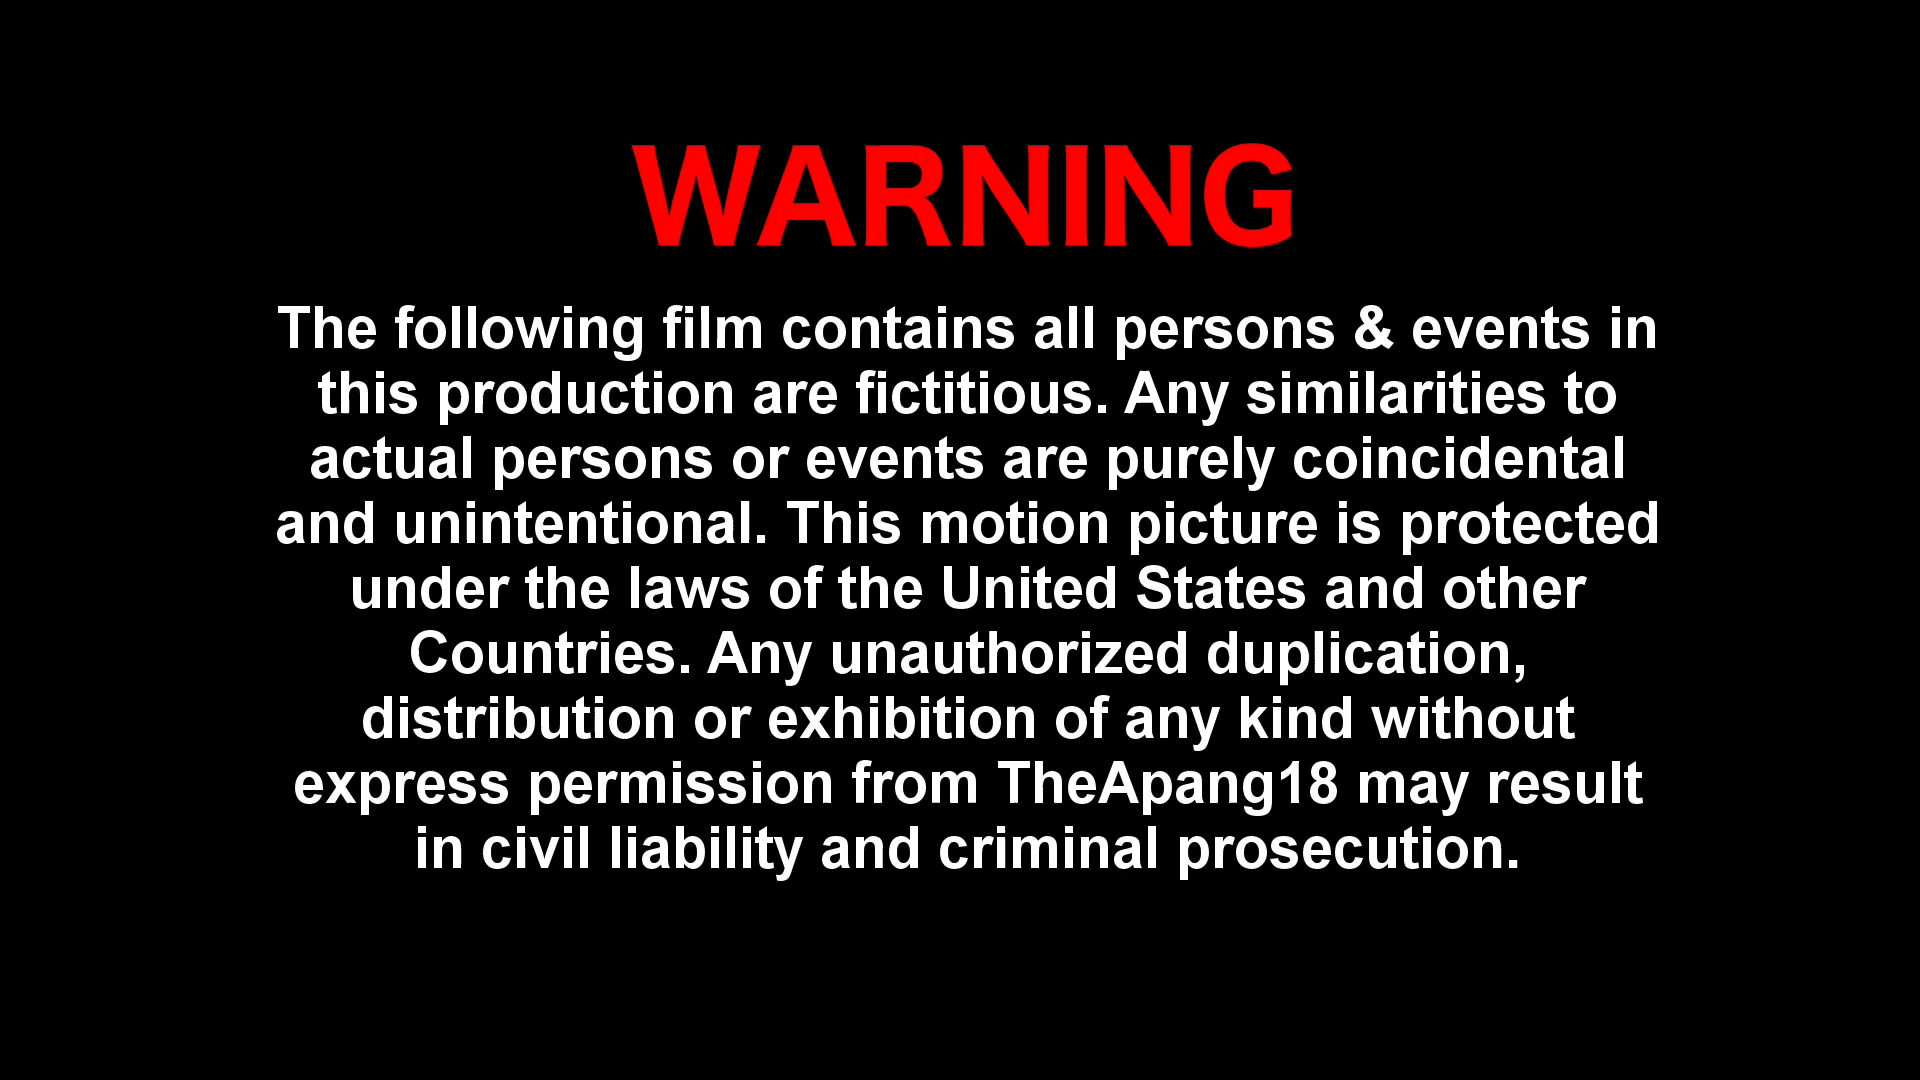 WARNING
The following film contains all persons & events in
this production are fictitious. Any similarities to
actual persons or events are purely coincidental
and unintentional. This motion picture is protected
under the laws of the United States and other
Countries. Any unauthorized duplication,
distribution or exhibition of any kind without
express permission from TheApang18 may result
in civil liability and criminal prosecution.